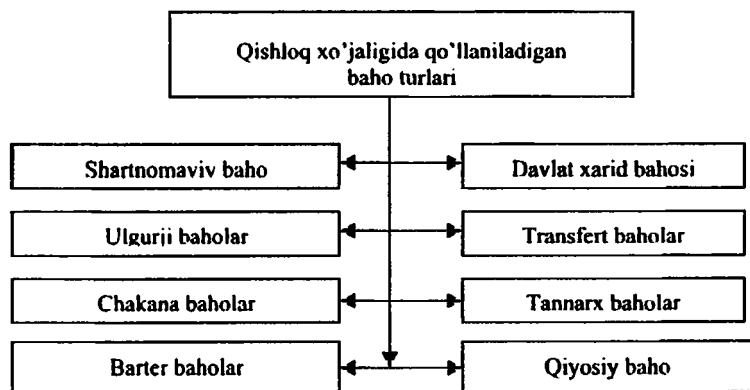 Qishloq xo'jaligida qo'llaniladigan
baho turlari
Shartnomaviv baho
Davlat xarid bahosi
Ulgurji baholar
Transfert baholar
Chakana baholar
Tannarx baholar
Barter baholar
Qiyosiy baho